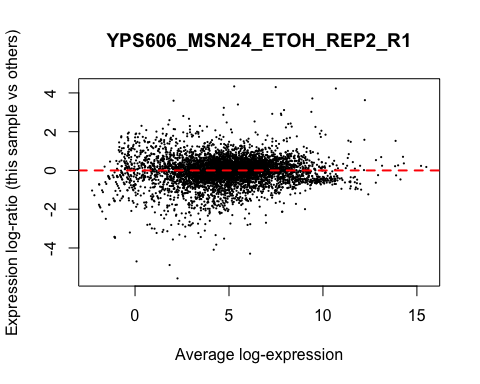 YPS606_MSN24_ETOH_REP2_R1
Expression log-ratio (this sample vs others)
4
2
0
-2
-4
0 5 10 15
Average log-expression